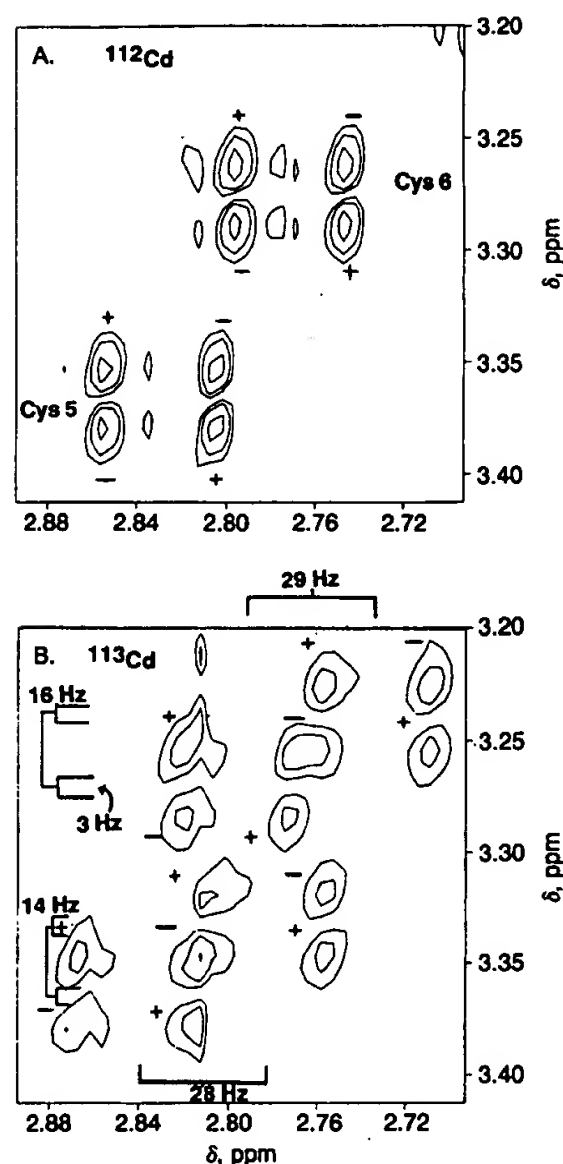 A. 112Cd
3.20
+ −
3.25
Cys 6
3.30
− +
δ, ppm
+ −
3.35
Cys 5
− +
3.40
2.88 2.84 2.80 2.76 2.72
29 Hz
B. 113Cd
3.20
+ −
16 Hz
+ − +
3.25
3 Hz
− +
3.30
+ −
δ, ppm
14 Hz
+ − +
3.35
− +
3.40
28 Hz
2.88 2.84 2.80 2.76 2.72
δ, ppm